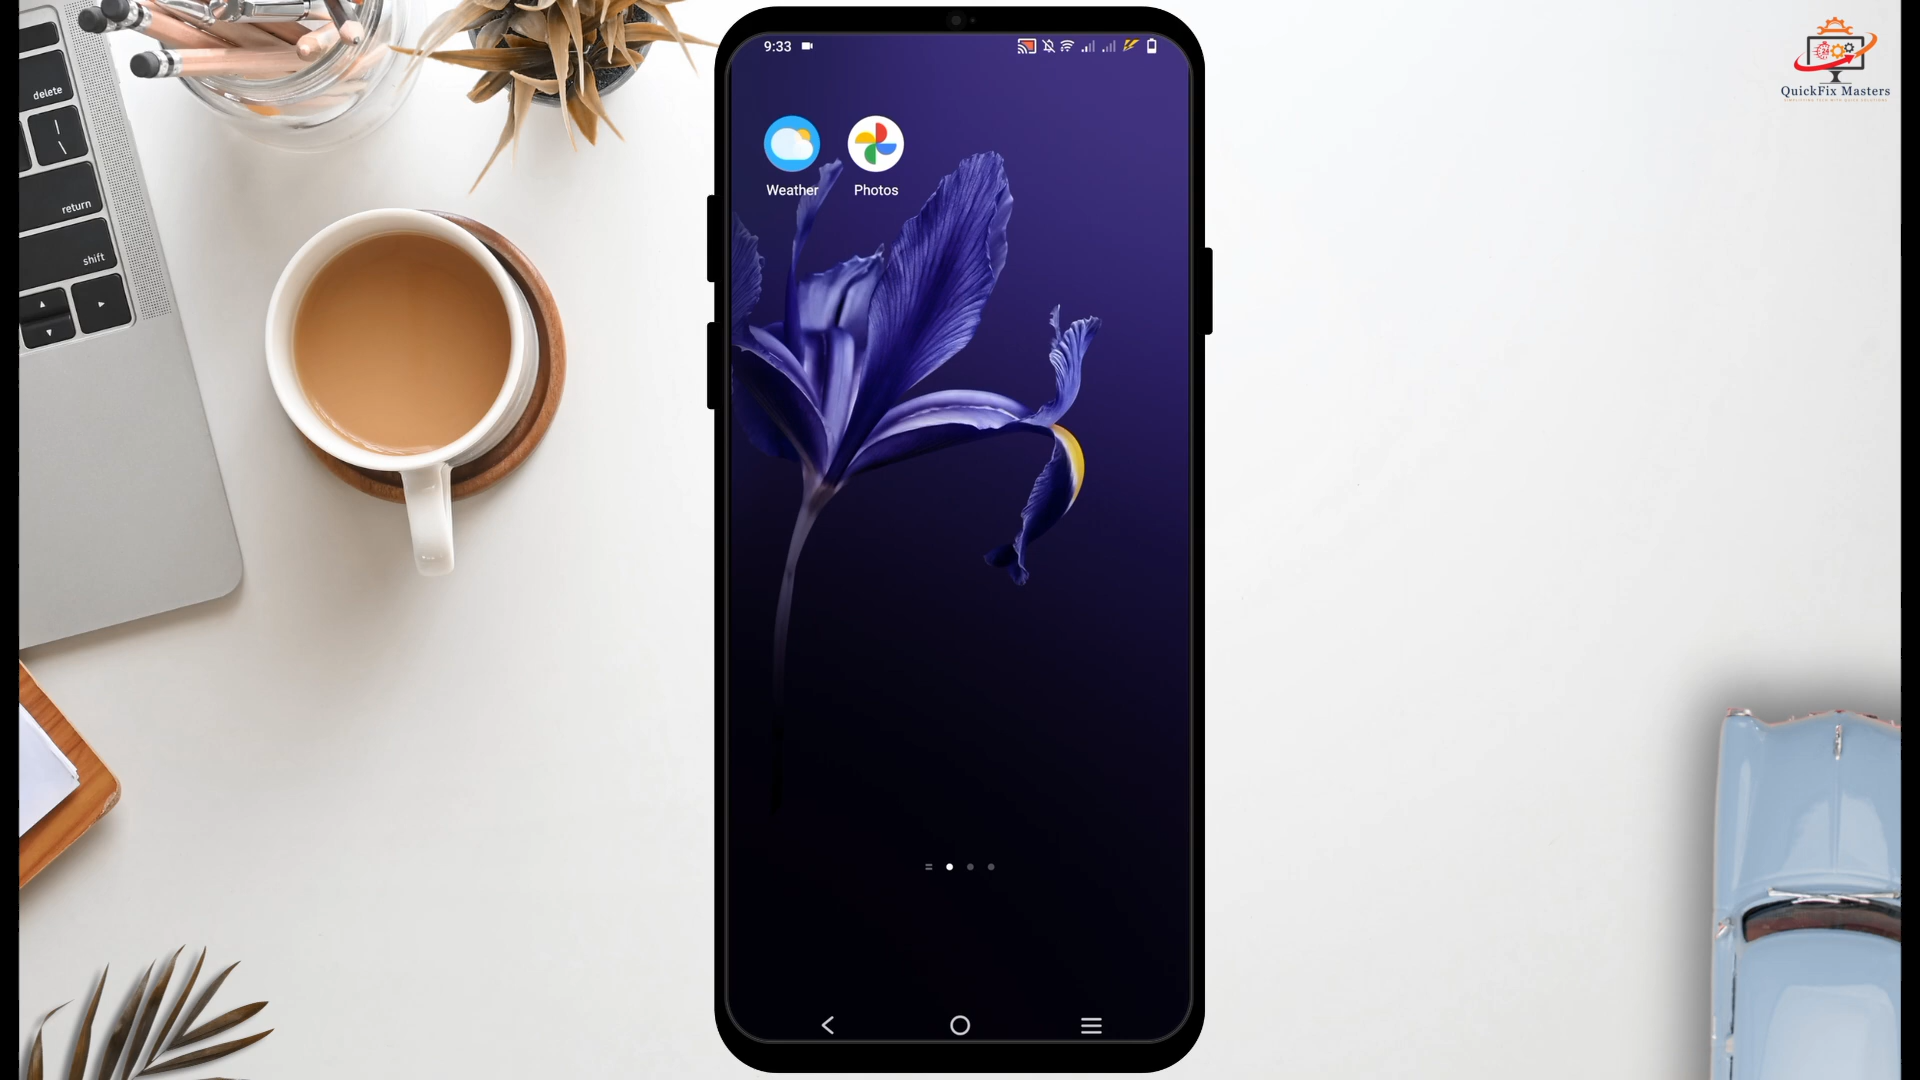 delete
return
shift
9:33
Weather
Photos
QuickFix Masters